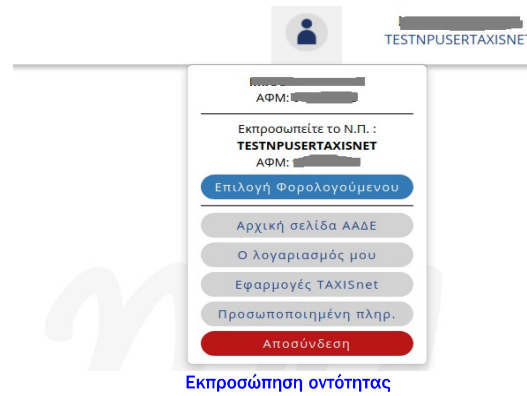 TESTNPUSERTAXISNET
ΑΦΜ:
Εκπροσωπείτε το Ν.Π. :
TESTNPUSERTAXISNET
ΑΦΜ:
Επιλογή Φορολογούμενου
Αρχική σελίδα ΑΑΔΕ
Ο λογαριασμός μου
Εφαρμογές TAXISnet
Προσωποποιημένη πληρ.
Αποσύνδεση
Εκπροσώπηση οντότητας